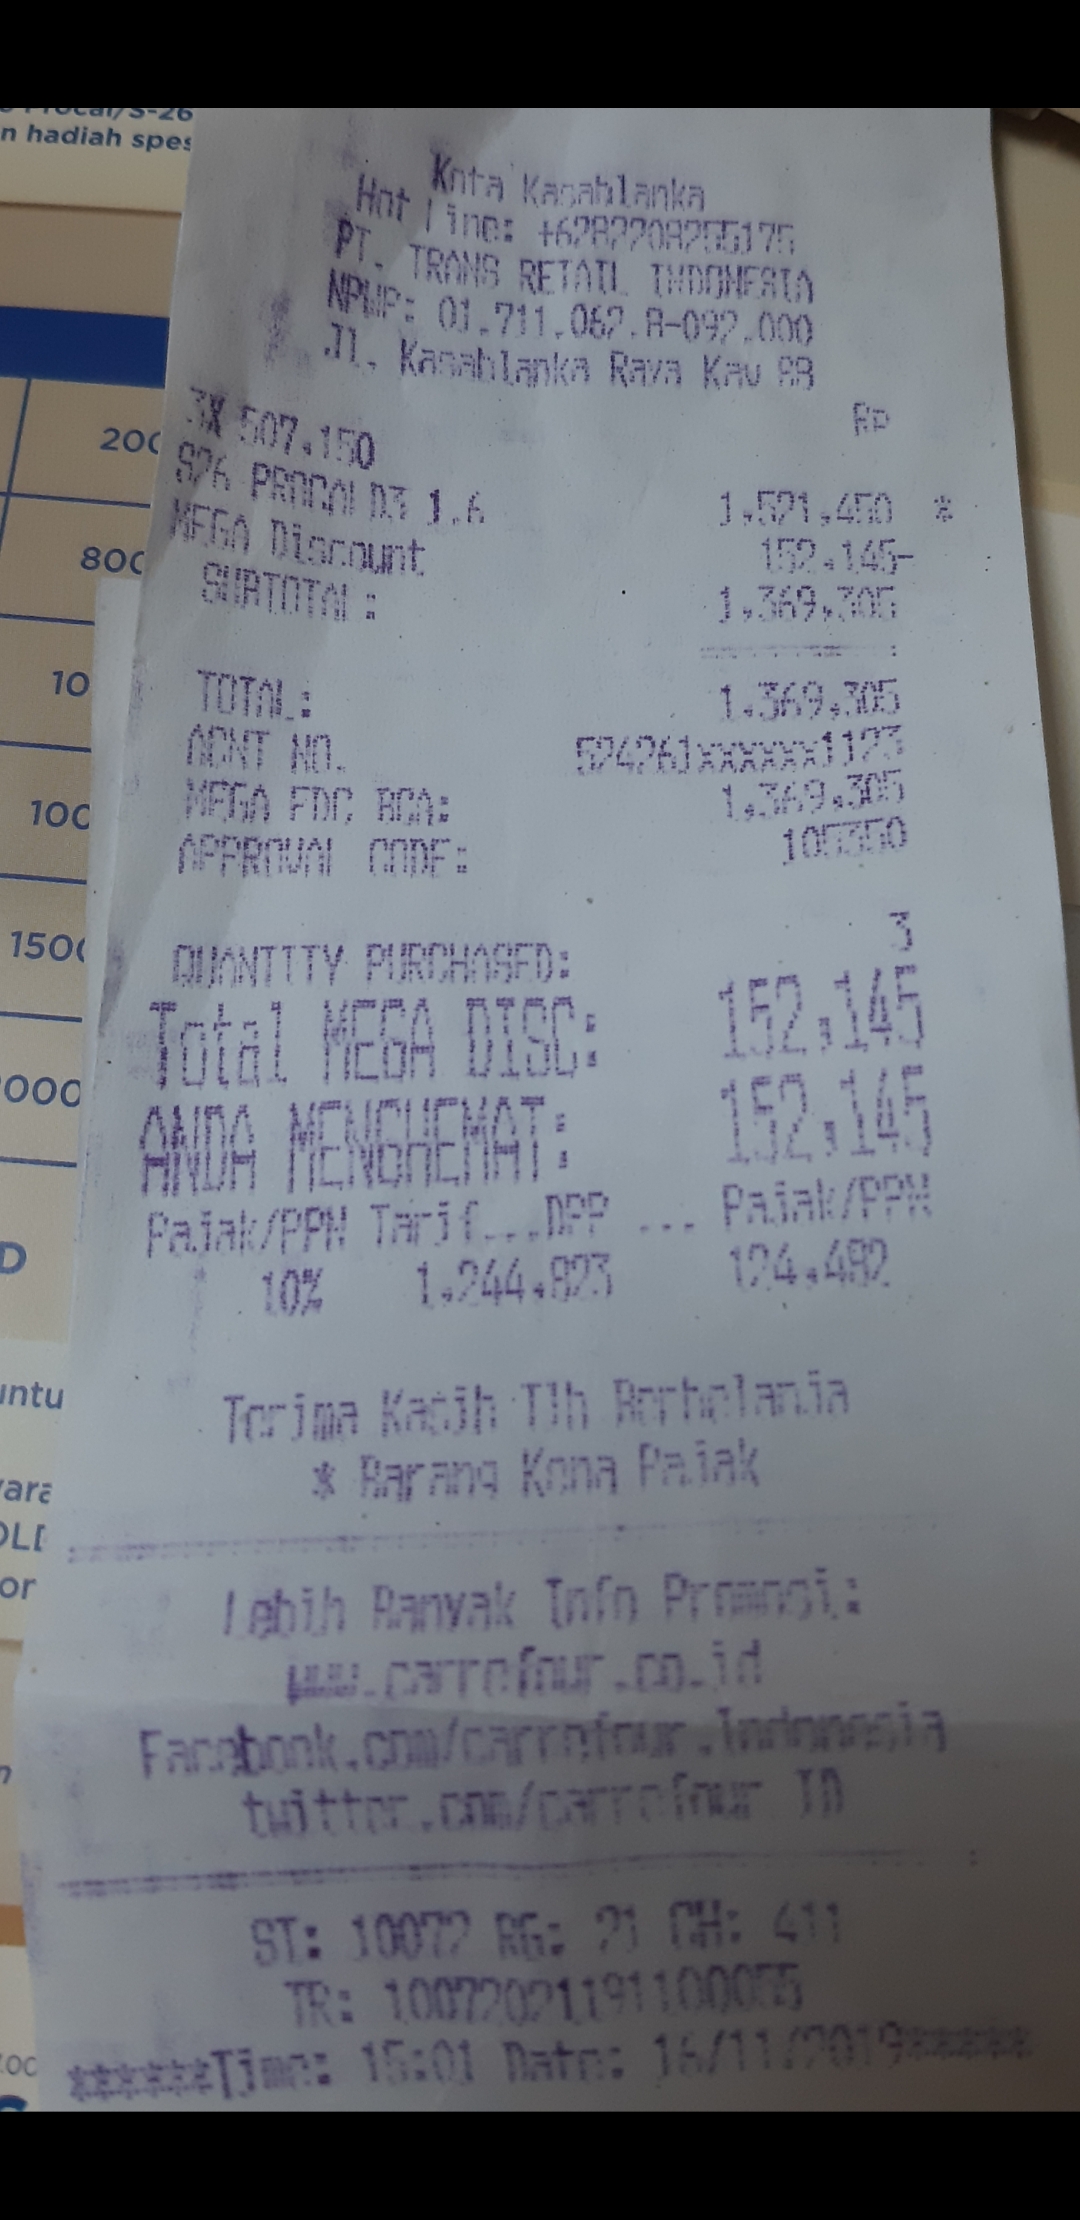 Procal/S-26
n hadiah spes
Kota Kasablanka
Hot Line: +6282208255175
PT. TRANS RETAIL INDONESIA
NPWP: 01.711.062.8-092.000
Jl. Kasablanka Raya Kav 88
Rp
3X 507.150
S26 PROCAL D3 1.6 1,521,450 *
MEGA Discount 152,145-
SUBTOTAL: 1,369,305
TOTAL: 1,369,305
ACNT NO. 524261xxxxxx1123
MEGA EDC BCA: 1,369,305
APPROVAL CODE: 105350
QUANTITY PURCHASED: 3
Total MEGA DISC: 152,145
ANDA MENGHEMAT: 152,145
Pajak/PPN Tarif...DPP ... Pajak/PPN
10% 1,244,823 124,482
Terima Kasih Tlh Berbelanja
* Barang Kena Pajak
Lebih Banyak Info Promosi:
www.carrefour.co.id
Facebook.com/carrefour.Indonesia
twitter.com/carrefour ID
ST: 10072 RG: 21 CH: 411
TR: 100720211191100055
******Time: 15:01 Date: 16/11/2019******
200
800
10
100
1500
000
D
untu
or